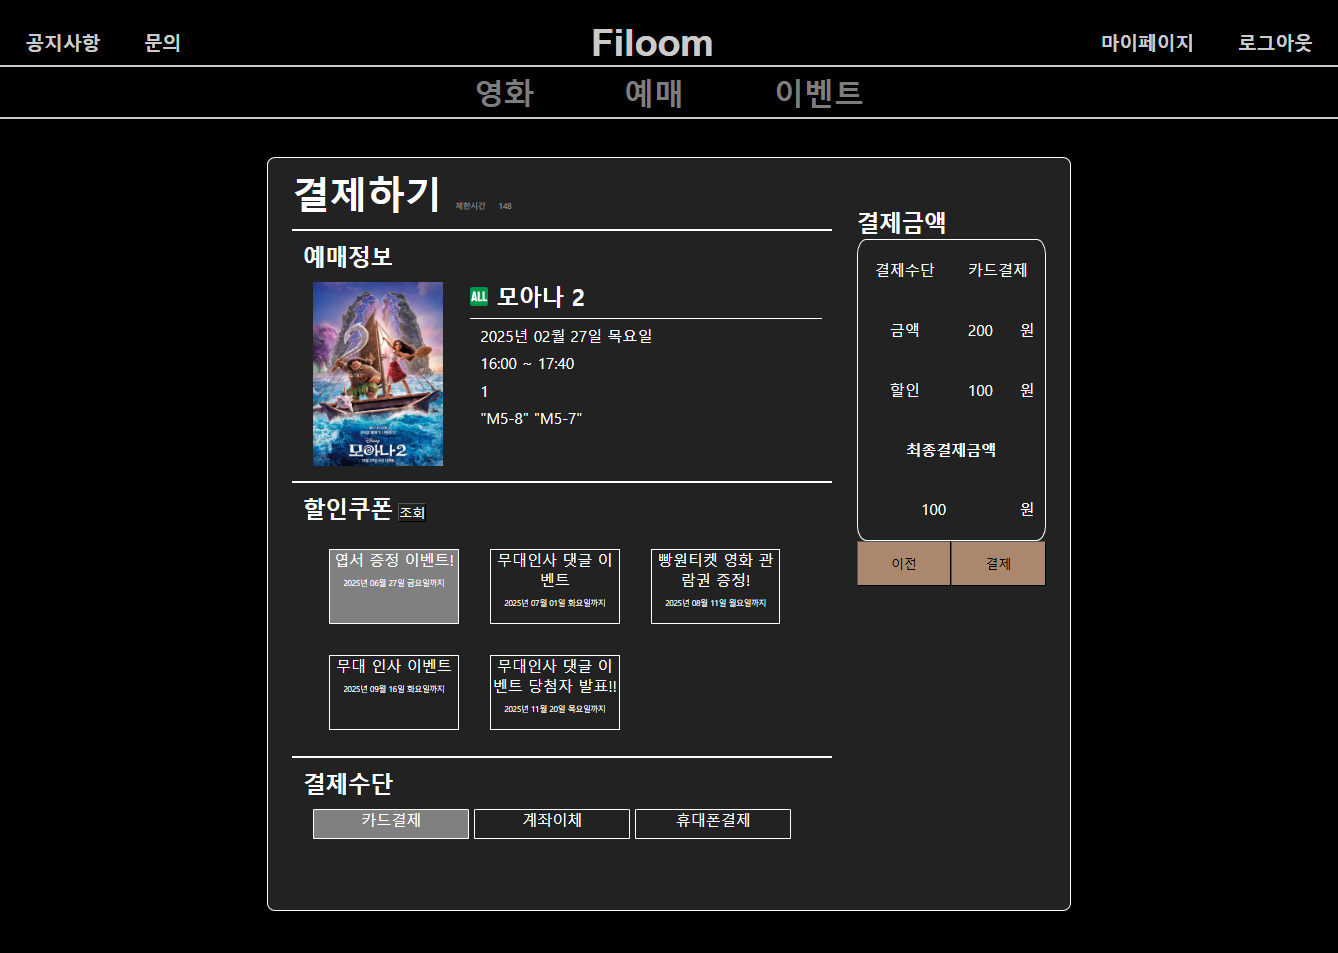 공지사항 문의 Filoom 마이페이지 로그아웃
영화 예매 이벤트
결제하기 제한시간 148
예매정보
ALL 모아나 2
2025년 02월 27일 목요일
16:00 ~ 17:40
1
"M5-8" "M5-7"
Disney
모아나2
할인쿠폰 조회
엽서 증정 이벤트!
2025년 06월 27일 금요일까지
무대인사 댓글 이
벤트
2025년 07월 01일 화요일까지
빵원티켓 영화 관
람권 증정!
2025년 08월 11일 월요일까지
무대 인사 이벤트
2025년 09월 16일 화요일까지
무대인사 댓글 이
벤트 당첨자 발표!!
2025년 11월 20일 목요일까지
결제수단
카드결제 계좌이체 휴대폰결제
결제금액
결제수단 카드결제
금액 200 원
할인 100 원
최종결제금액
100 원
이전 결제